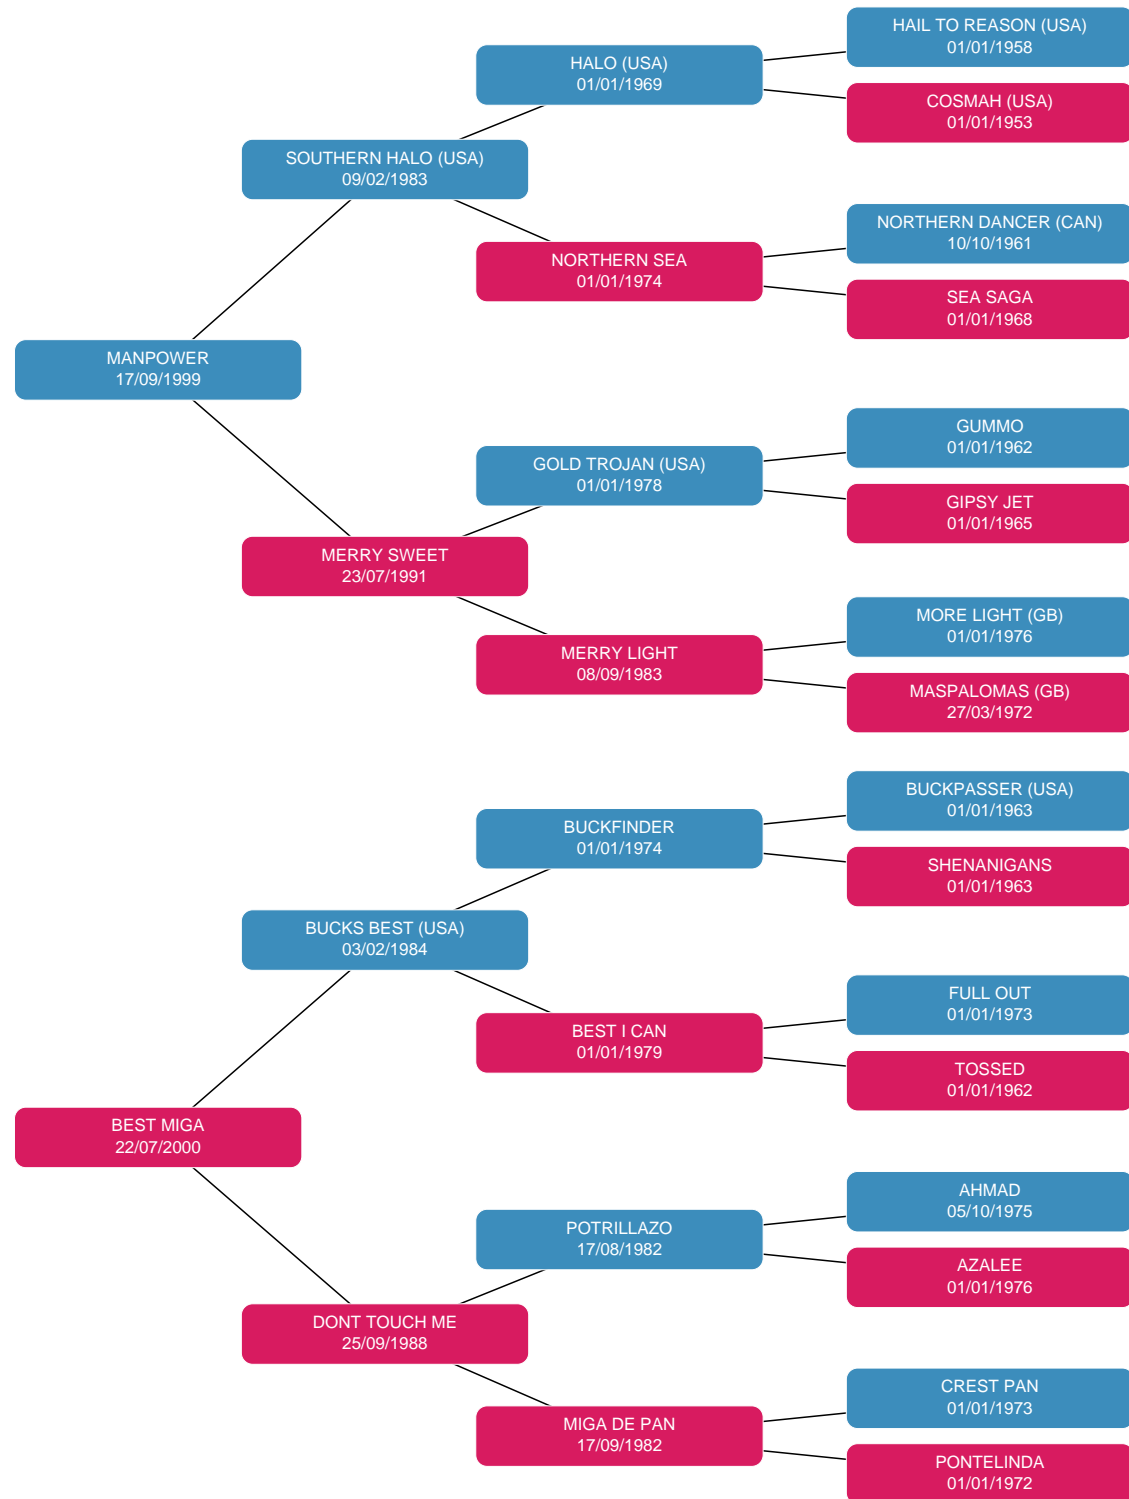 HAIL TO REASON (USA)
01/01/1958
HALO (USA)
01/01/1969
COSMAH (USA)
01/01/1953
SOUTHERN HALO (USA)
09/02/1983
NORTHERN DANCER (CAN)
10/10/1961
NORTHERN SEA
01/01/1974
SEA SAGA
01/01/1968
MANPOWER
17/09/1999
GUMMO
01/01/1962
GOLD TROJAN (USA)
01/01/1978
GIPSY JET
01/01/1965
MERRY SWEET
23/07/1991
MORE LIGHT (GB)
01/01/1976
MERRY LIGHT
08/09/1983
MASPALOMAS (GB)
27/03/1972
BUCKPASSER (USA)
01/01/1963
BUCKFINDER
01/01/1974
SHENANIGANS
01/01/1963
BUCKS BEST (USA)
03/02/1984
FULL OUT
01/01/1973
BEST I CAN
01/01/1979
TOSSED
01/01/1962
BEST MIGA
22/07/2000
AHMAD
05/10/1975
POTRILLAZO
17/08/1982
AZALEE
01/01/1976
DONT TOUCH ME
25/09/1988
CREST PAN
01/01/1973
MIGA DE PAN
17/09/1982
PONTELINDA
01/01/1972